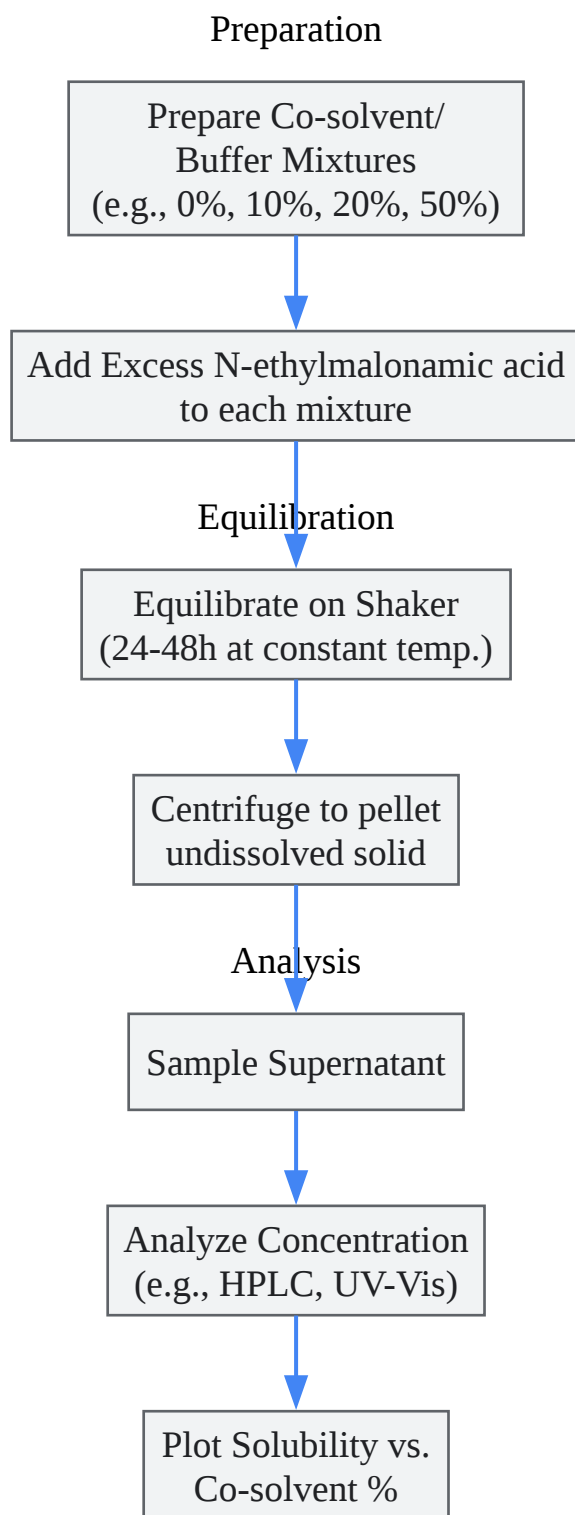 Preparation
Prepare Co-solvent/
Buffer Mixtures
(e.g., 0%, 10%, 20%, 50%)
Add Excess N-ethylmalonamic acid
to each mixture
Equilibration
Equilibrate on Shaker
(24-48h at constant temp.)
Centrifuge to pellet
undissolved solid
Analysis
Sample Supernatant
Analyze Concentration
(e.g., HPLC, UV-Vis)
Plot Solubility vs.
Co-solvent %